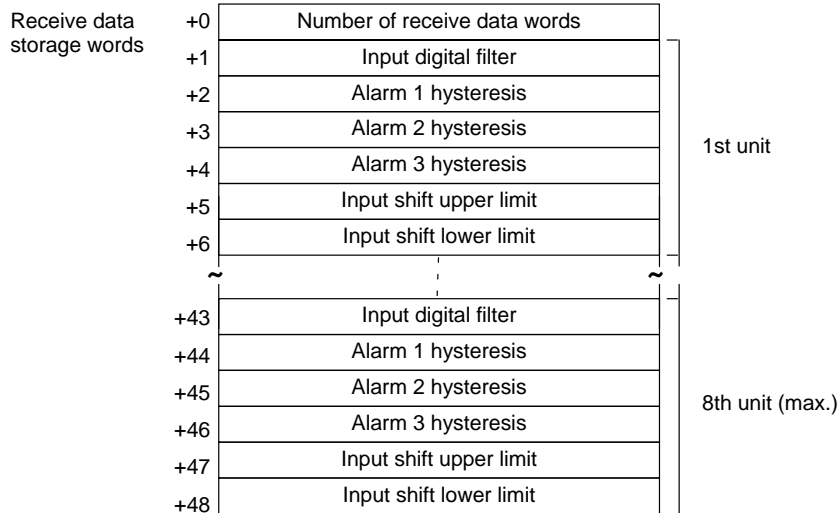 Receive data
storage words
+0 Number of receive data words
+1 Input digital filter
+2 Alarm 1 hysteresis
+3 Alarm 2 hysteresis
+4 Alarm 3 hysteresis
+5 Input shift upper limit
+6 Input shift lower limit
1st unit
~ ~
+43 Input digital filter
+44 Alarm 1 hysteresis
+45 Alarm 2 hysteresis
+46 Alarm 3 hysteresis
+47 Input shift upper limit
+48 Input shift lower limit
8th unit (max.)